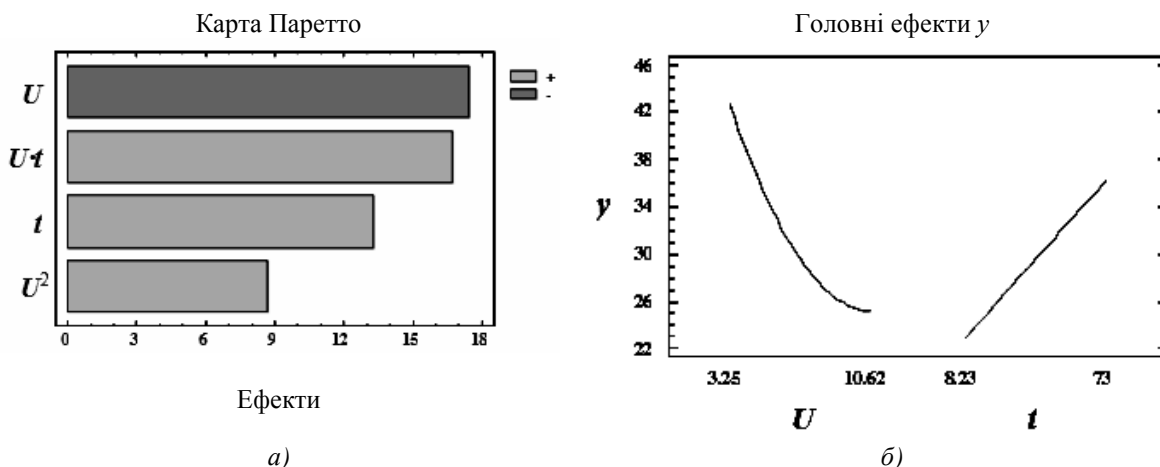 Карта Паретто
U
U·t
t
U²
0 3 6 9 12 15 18
+
-
Ефекти
а)
Головні ефекти y
46
42
38
34
30
26
22
y
3.25 10.62 8.23 73
U t
б)